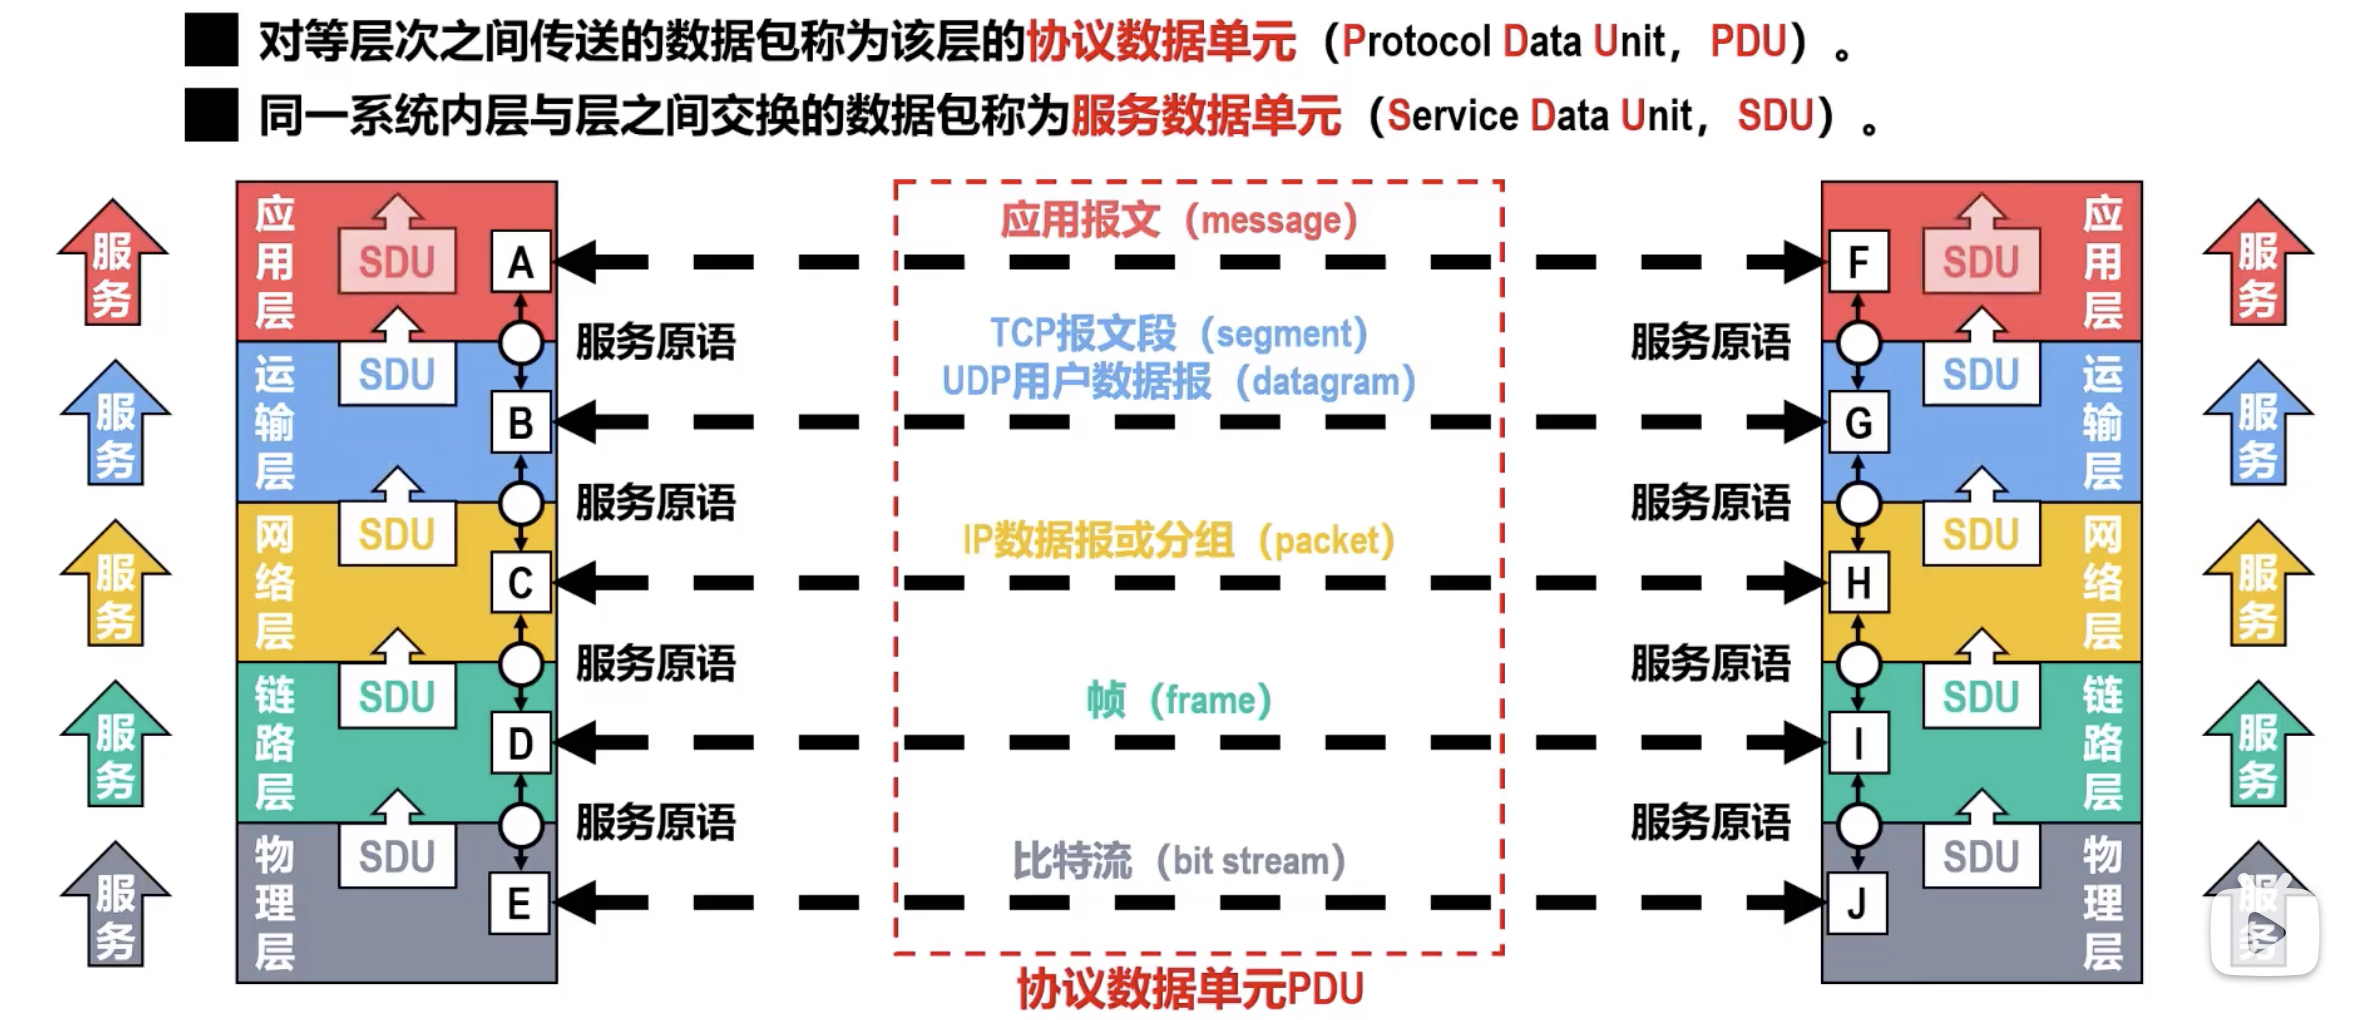 对等层次之间传送的数据包称为该层的协议数据单元（Protocol Data Unit，PDU）。
同一系统内层与层之间交换的数据包称为服务数据单元（Service Data Unit，SDU）。
服务
应用层
SDU
A
应用报文（message）
F
SDU
应用层
服务
服务原语
服务原语
服务
运输层
SDU
B
TCP报文段（segment）
UDP用户数据报（datagram）
G
SDU
运输层
服务
服务原语
服务原语
服务
网络层
SDU
C
IP数据报或分组（packet）
H
SDU
网络层
服务
服务原语
服务原语
服务
链路层
SDU
D
帧（frame）
I
SDU
链路层
服务
服务原语
服务原语
服务
物理层
SDU
E
比特流（bit stream）
J
SDU
物理层
服务
协议数据单元PDU